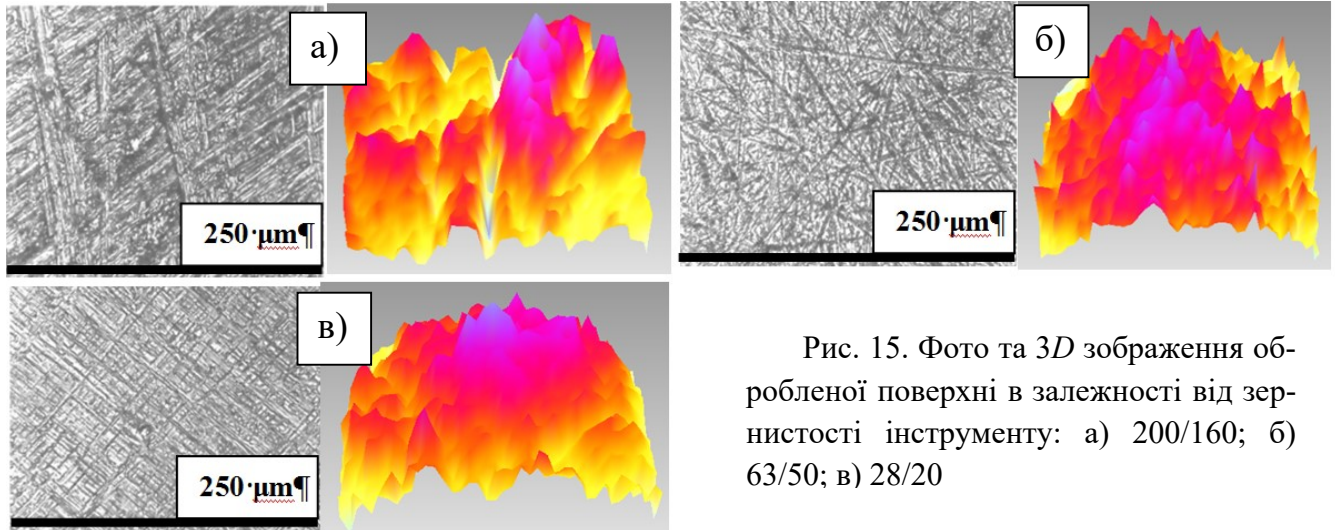 а)
250·μm¶
б)
250·μm¶
в)
250·μm¶
Рис. 15. Фото та 3D зображення об-
робленої поверхні в залежності від зер-
нистості інструменту: а) 200/160; б)
63/50; в) 28/20